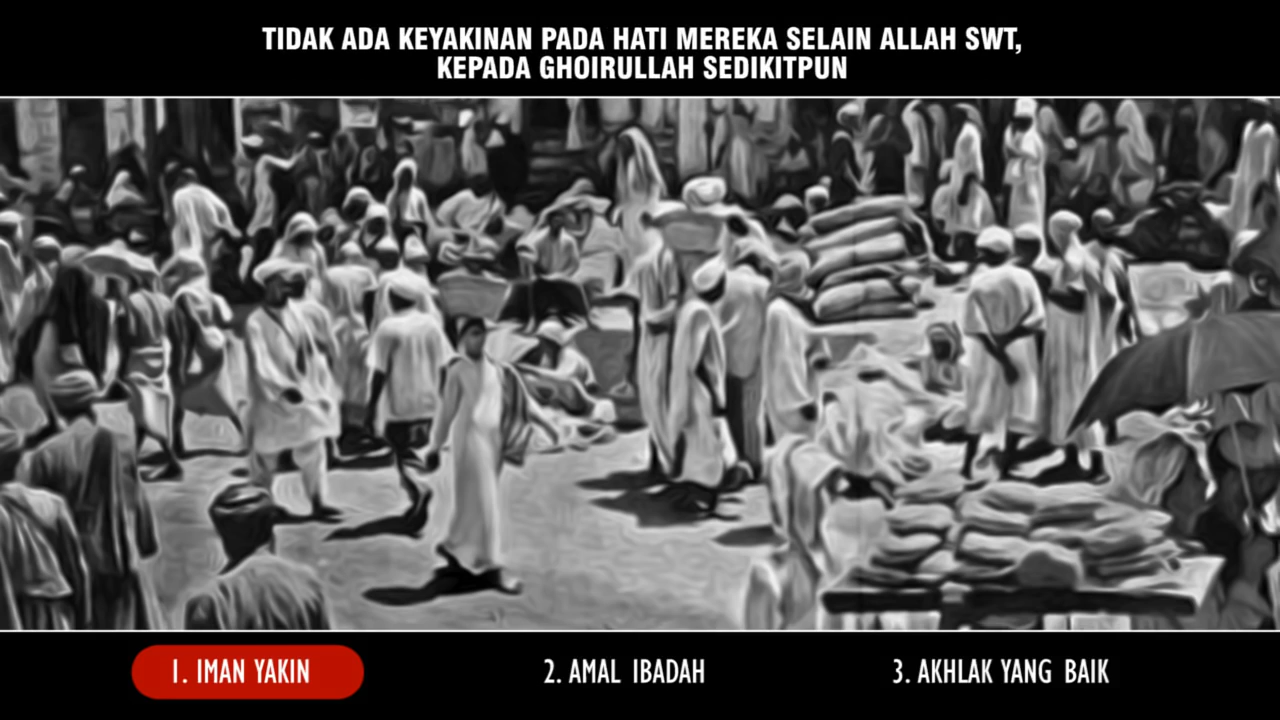 TIDAK ADA KEYAKINAN PADA HATI MEREKA SELAIN ALLAH SWT,
KEPADA GHOIRULLAH SEDIKITPUN
1. IMAN YAKIN
2. AMAL IBADAH
3. AKHLAK YANG BAIK